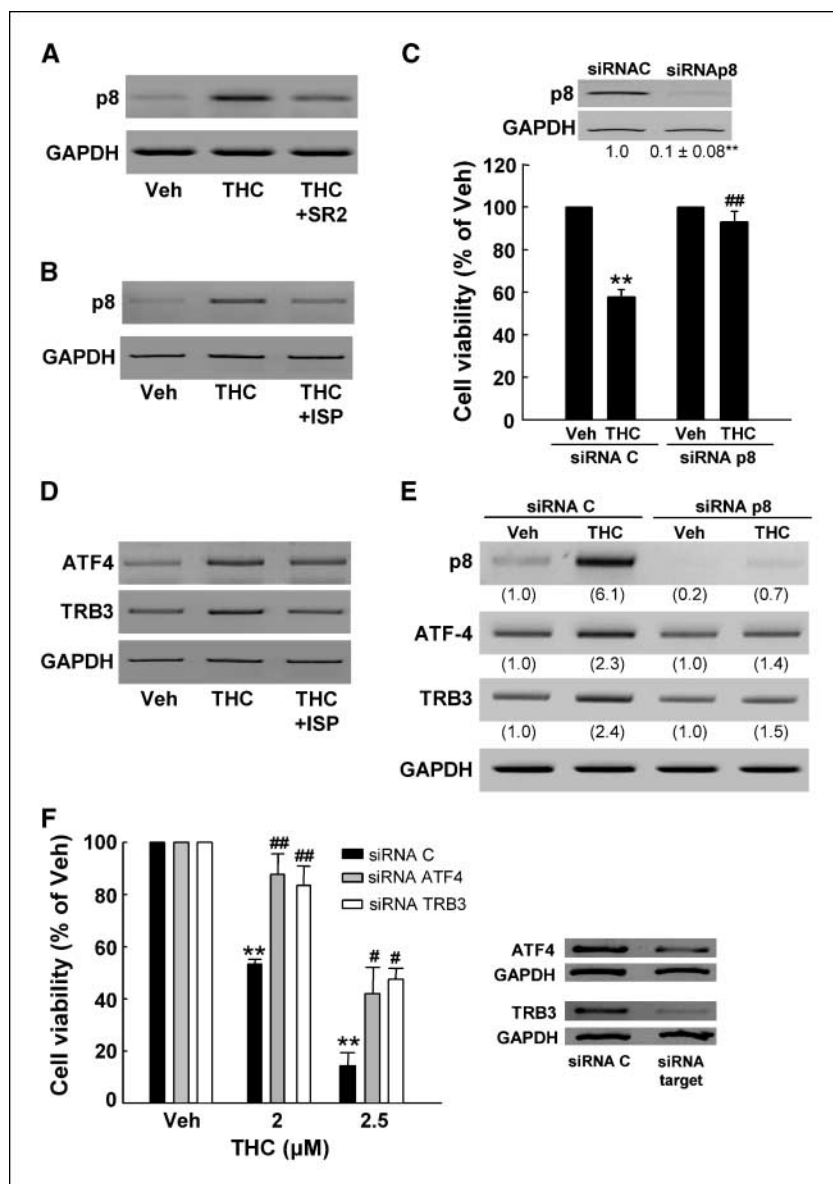 A
p8
GAPDH
Veh THC THC
+SR2
B
p8
GAPDH
Veh THC THC
+ISP
C
siRNAC siRNAp8
p8
GAPDH
1.0 0.1 ± 0.08**
Cell viability (% of Veh)
100
80
60
40
20
0
**
##
Veh THC Veh THC
siRNA C siRNA p8
D
ATF4
TRB3
GAPDH
Veh THC THC
+ISP
E
siRNA C siRNA p8
Veh THC Veh THC
p8
(1.0) (6.1) (0.2) (0.7)
ATF-4
(1.0) (2.3) (1.0) (1.4)
TRB3
(1.0) (2.4) (1.0) (1.5)
GAPDH
F
Cell viability (% of Veh)
100
80
60
40
20
0
** ## ##
** # #
siRNA C
siRNA ATF4
siRNA TRB3
Veh 2 2.5
THC (µM)
ATF4
GAPDH
TRB3
GAPDH
siRNA C siRNA
target